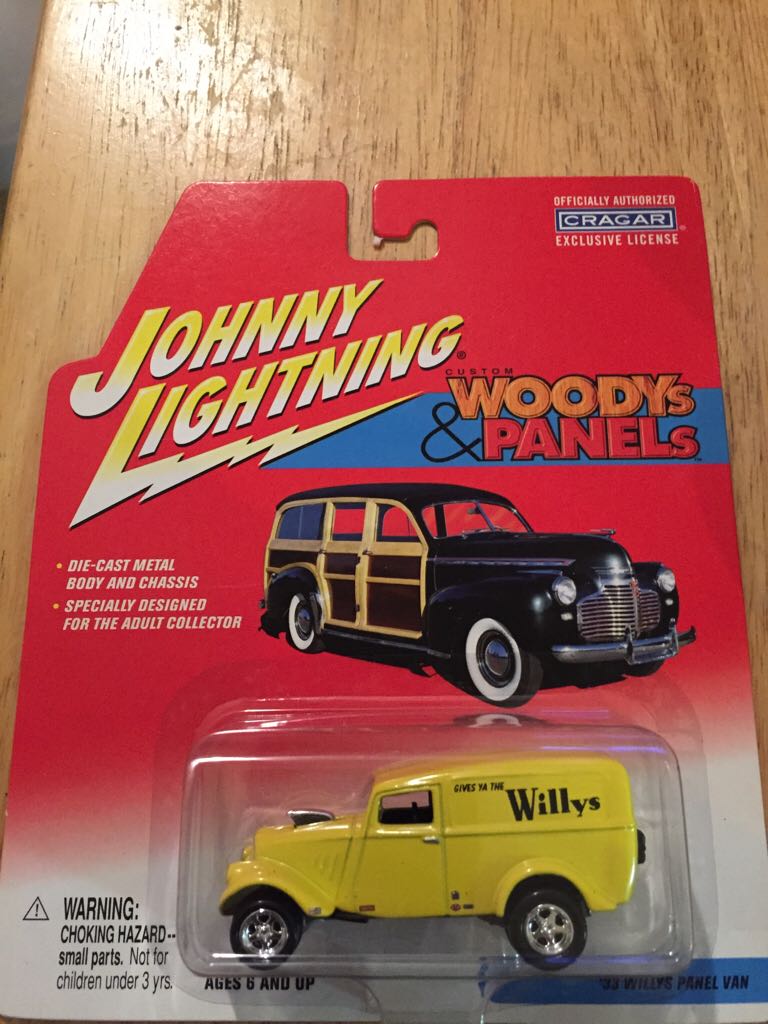 OFFICIALLY AUTHORIZED
CRAGAR®
EXCLUSIVE LICENSE
JOHNNY
LIGHTNING®
CUSTOM
WOODYs
&PANELs™
• DIE-CAST METAL
BODY AND CHASSIS
• SPECIALLY DESIGNED
FOR THE ADULT COLLECTOR
GIVES YA THE
Willys
WARNING:
CHOKING HAZARD--
small parts. Not for
children under 3 yrs.
AGES 6 AND UP
'33 WILLYS PANEL VAN